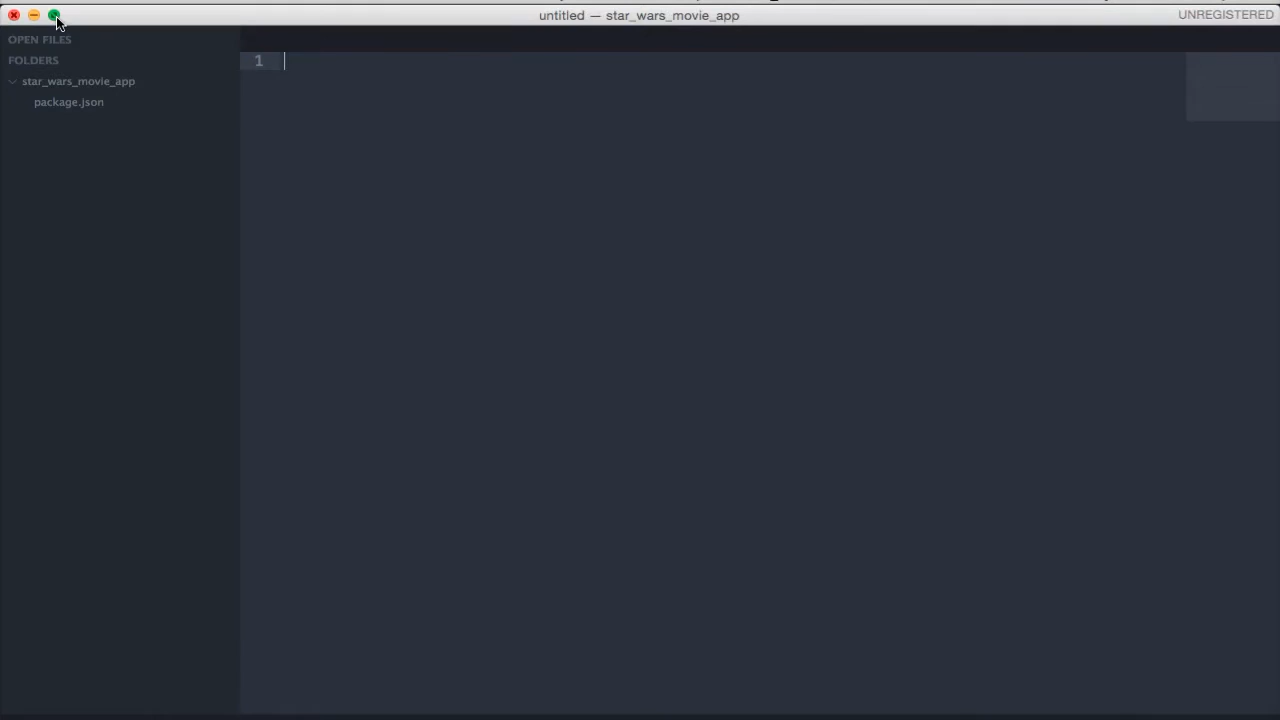 untitled — star_wars_movie_app
UNREGISTERED
OPEN FILES
FOLDERS
star_wars_movie_app
package.json
1